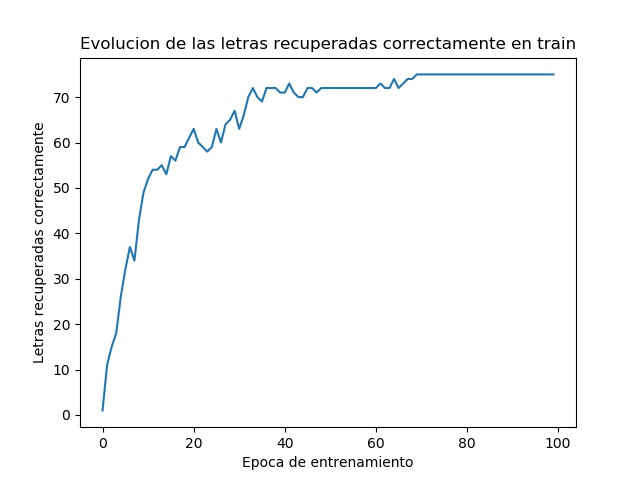 Evolucion de las letras recuperadas correctamente en train
Letras recuperadas correctamente
70
60
50
40
30
20
10
0
0 20 40 60 80 100
Epoca de entrenamiento